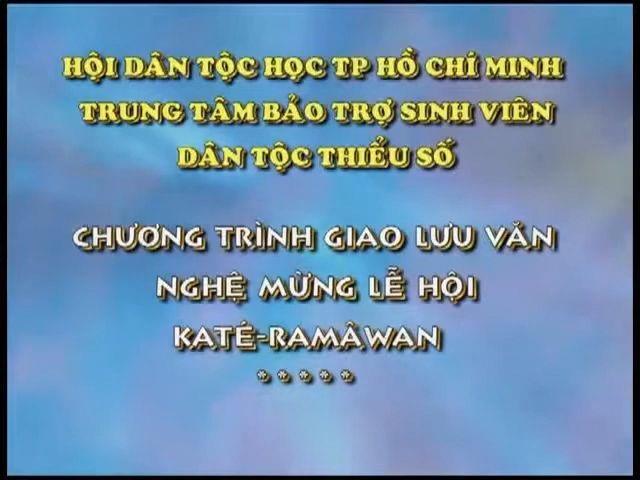 HỘI DÂN TỘC HỌC TP HỒ CHÍ MINH
TRUNG TÂM BẢO TRỢ SINH VIÊN
DÂN TỘC THIỂU SỐ
CHƯƠNG TRÌNH GIAO LƯU VĂN
NGHỆ MỪNG LỄ HỘI
KATÉ-RAMÂWAN
* * * * *